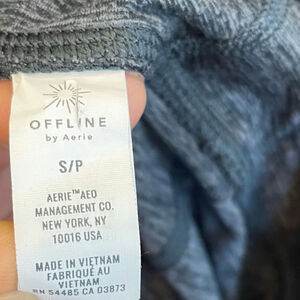 OFFLINE
by Aerie
S/P
AERIE™AEO
MANAGEMENT CO.
NEW YORK, NY
10016 USA
MADE IN VIETNAM
FABRIQUÉ AU
VIETNAM
RN 54485 CA 03873